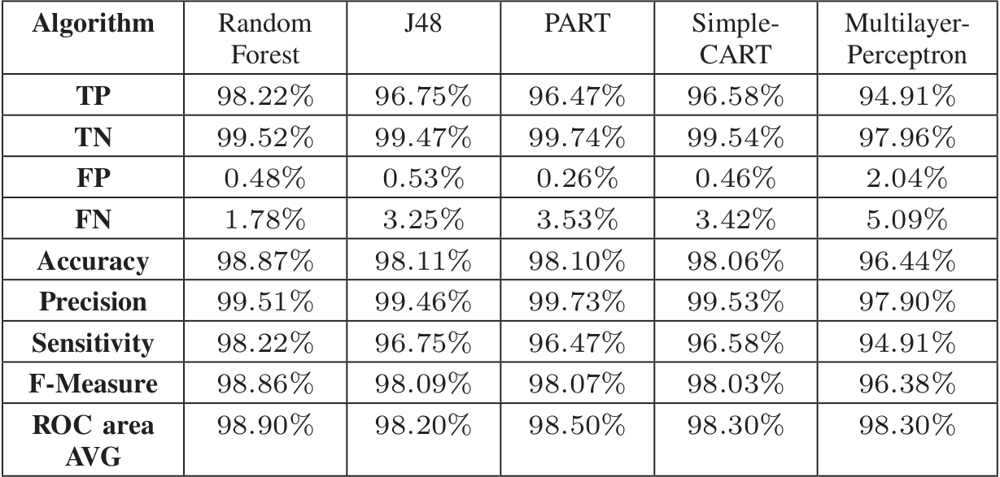 Algorithm Random Forest J48 PART Simple-CART Multilayer-Perceptron
TP 98.22% 96.75% 96.47% 96.58% 94.91%
TN 99.52% 99.47% 99.74% 99.54% 97.96%
FP 0.48% 0.53% 0.26% 0.46% 2.04%
FN 1.78% 3.25% 3.53% 3.42% 5.09%
Accuracy 98.87% 98.11% 98.10% 98.06% 96.44%
Precision 99.51% 99.46% 99.73% 99.53% 97.90%
Sensitivity 98.22% 96.75% 96.47% 96.58% 94.91%
F-Measure 98.86% 98.09% 98.07% 98.03% 96.38%
ROC area AVG 98.90% 98.20% 98.50% 98.30% 98.30%